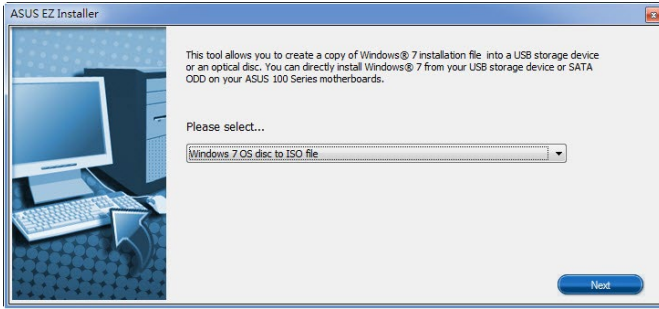 ASUS EZ Installer
This tool allows you to create a copy of Windows® 7 installation file into a USB storage device
or an optical disc. You can directly install Windows® 7 from your USB storage device or SATA
ODD on your ASUS 100 Series motherboards.
Please select...
Windows 7 OS disc to ISO file
Next